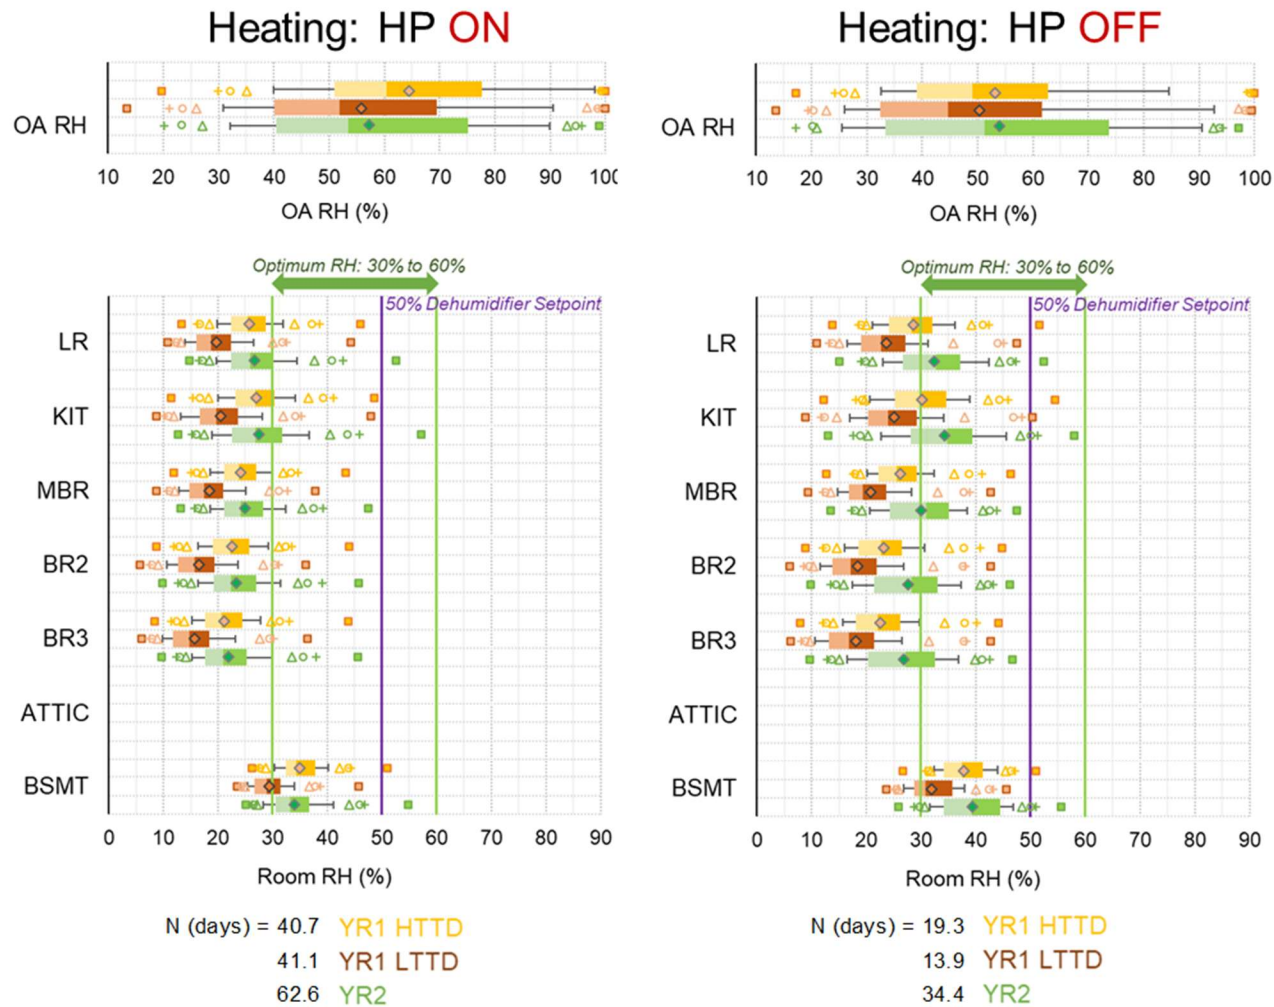 Heating: HP ON
OA RH
10 20 30 40 50 60 70 80 90 100
OA RH (%)
Optimum RH: 30% to 60%
50% Dehumidifier Setpoint
LR
KIT
MBR
BR2
BR3
ATTIC
BSMT
0 10 20 30 40 50 60 70 80 90
Room RH (%)
N (days) = 40.7 YR1 HTTD
41.1 YR1 LTTD
62.6 YR2
Heating: HP OFF
OA RH
10 20 30 40 50 60 70 80 90 100
OA RH (%)
Optimum RH: 30% to 60%
50% Dehumidifier Setpoint
LR
KIT
MBR
BR2
BR3
ATTIC
BSMT
0 10 20 30 40 50 60 70 80 90
Room RH (%)
N (days) = 19.3 YR1 HTTD
13.9 YR1 LTTD
34.4 YR2